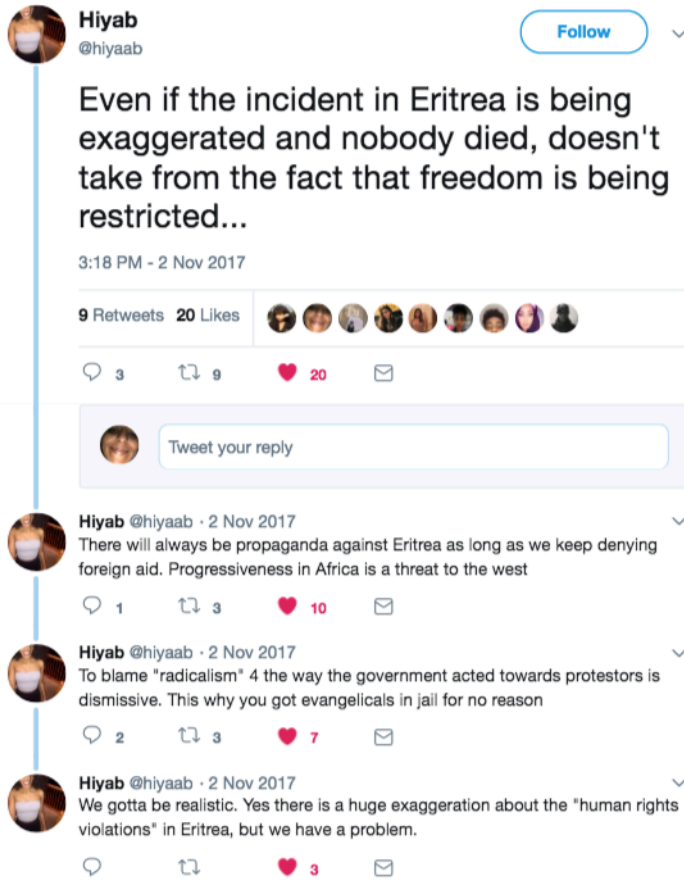 Hiyab
@hiyaab
Follow
Even if the incident in Eritrea is being
exaggerated and nobody died, doesn't
take from the fact that freedom is being
restricted...
3:18 PM - 2 Nov 2017
9 Retweets 20 Likes
3 9 20
Tweet your reply
Hiyab @hiyaab · 2 Nov 2017
There will always be propaganda against Eritrea as long as we keep denying
foreign aid. Progressiveness in Africa is a threat to the west
1 3 10
Hiyab @hiyaab · 2 Nov 2017
To blame "radicalism" 4 the way the government acted towards protestors is
dismissive. This why you got evangelicals in jail for no reason
2 3 7
Hiyab @hiyaab · 2 Nov 2017
We gotta be realistic. Yes there is a huge exaggeration about the "human rights
violations" in Eritrea, but we have a problem.
3